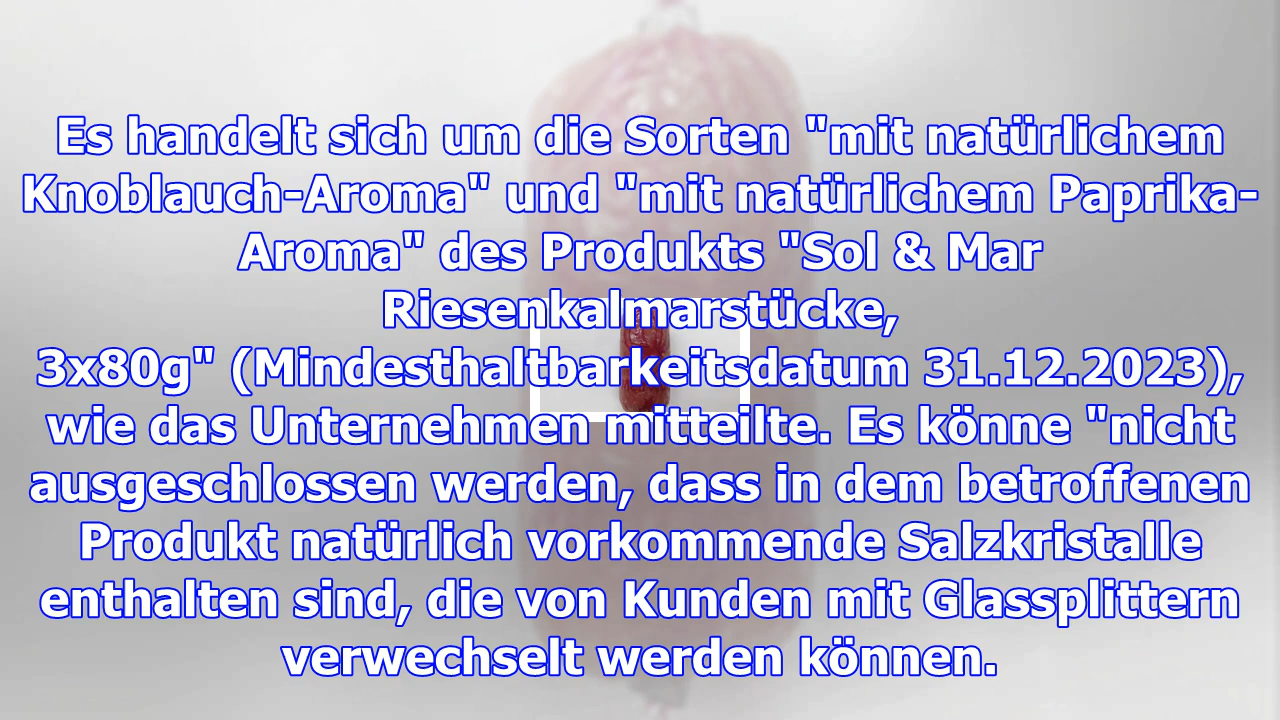 Es handelt sich um die Sorten "mit natürlichem
Knoblauch-Aroma" und "mit natürlichem Paprika-
Aroma" des Produkts "Sol & Mar
Riesenkalmarstücke,
3x80g" (Mindesthaltbarkeitsdatum 31.12.2023),
wie das Unternehmen mitteilte. Es könne "nicht
ausgeschlossen werden, dass in dem betroffenen
Produkt natürlich vorkommende Salzkristalle
enthalten sind, die von Kunden mit Glassplittern
verwechselt werden können.